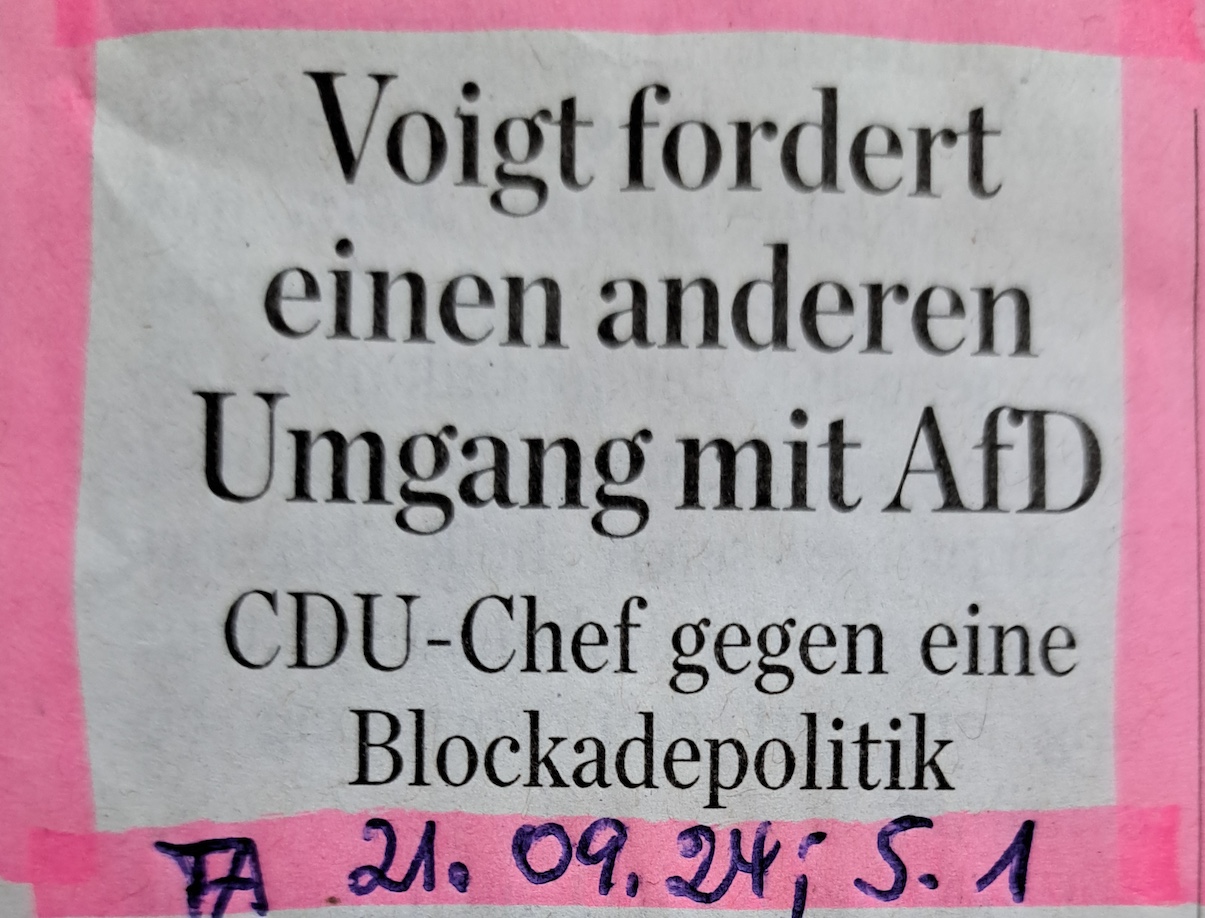 Voigt fordert
einen anderen
Umgang mit AfD
CDU-Chef gegen eine
Blockadepolitik
TA 21.09.24; S. 1